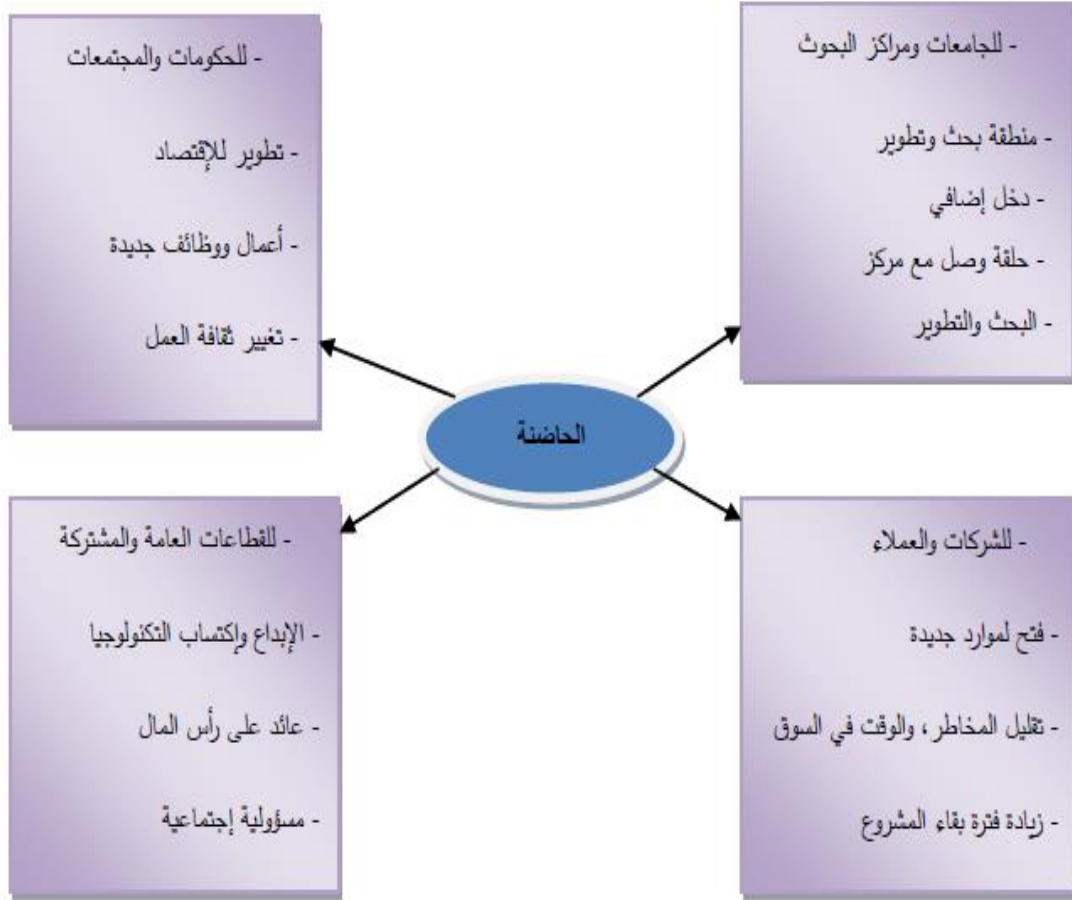 - للجامعات ومراكز البحوث
- منطقة بحث وتطوير
- دخل إضافي
- حلقة وصل مع مركز
- البحث والتطوير
- للحكومات والمجتمعات
- تطوير للإقتصاد
- أعمال ووظائف جديدة
- تغيير ثقافة العمل
الحاضنة
- للشركات والعملاء
- فتح لموارد جديدة
- تقليل المخاطر ، والوقت في السوق
- زيادة فترة بقاء المشروع
- للقطاعات العامة والمشتركة
- الإبداع وإكتساب التكنولوجيا
- عائد على رأس المال
- مسؤولية إجتماعية